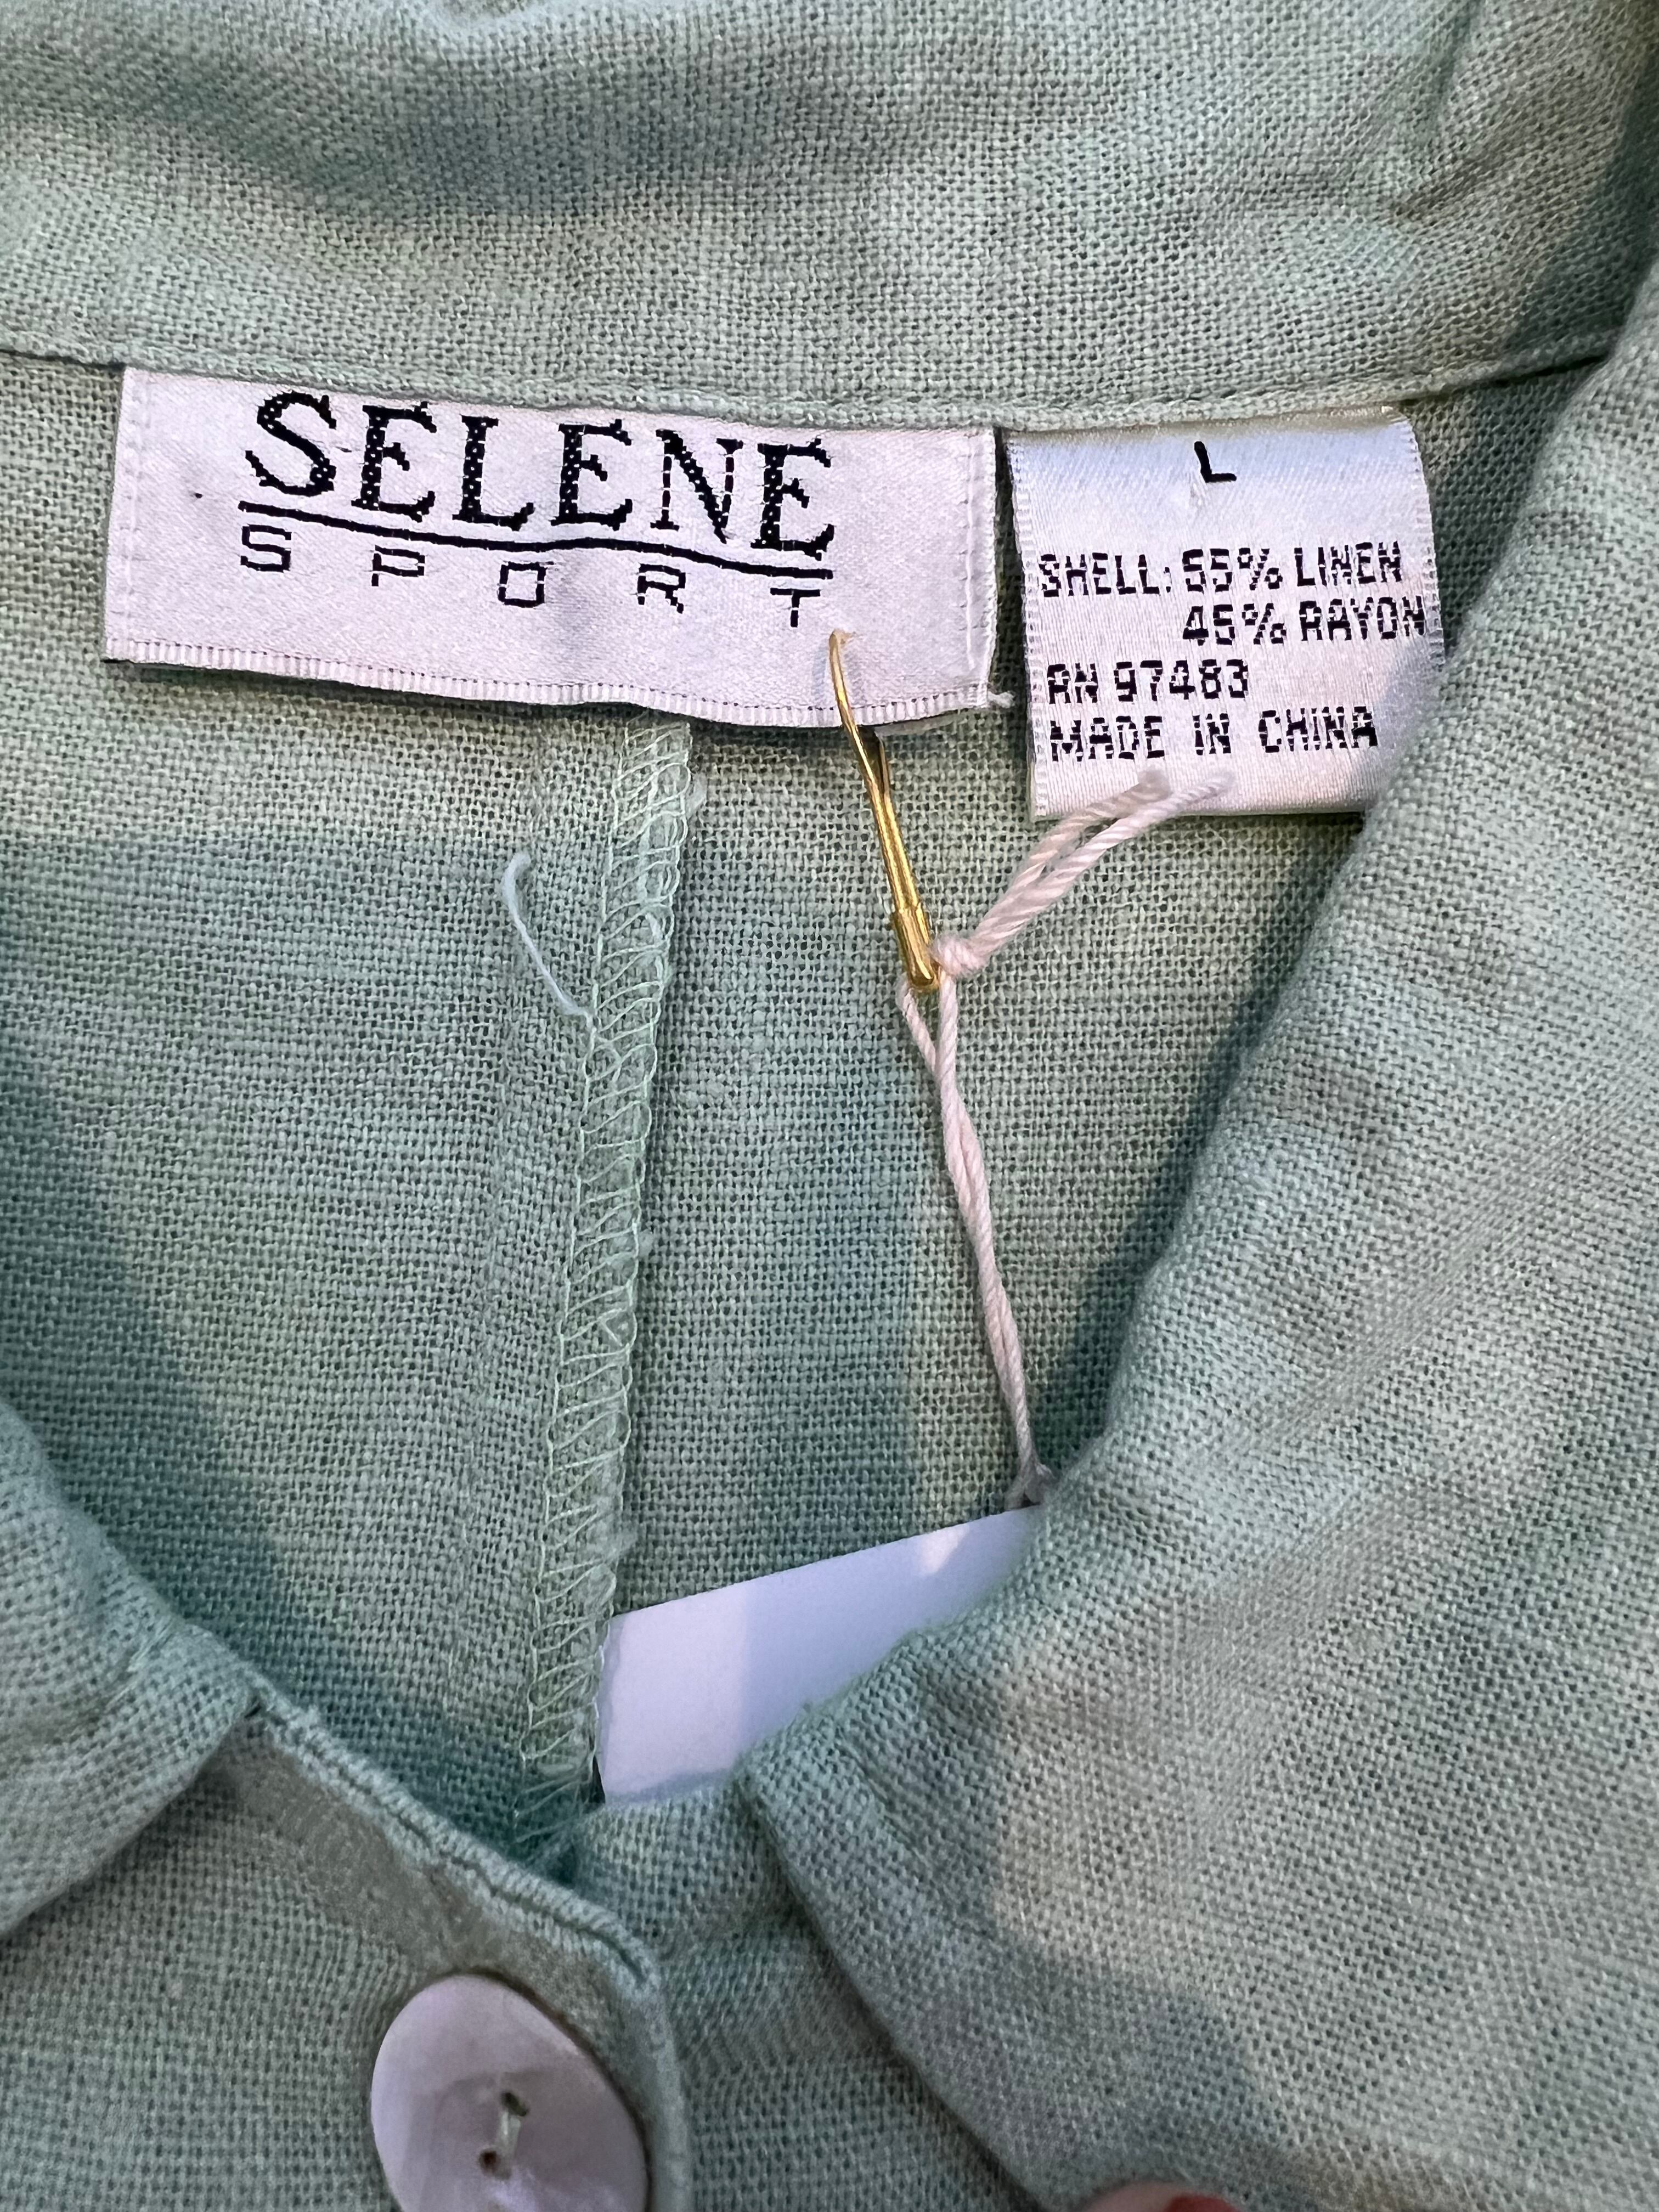 SELENE
SPORT
L
SHELL: 55% LINEN
45% RAYON
RN 97483
MADE IN CHINA